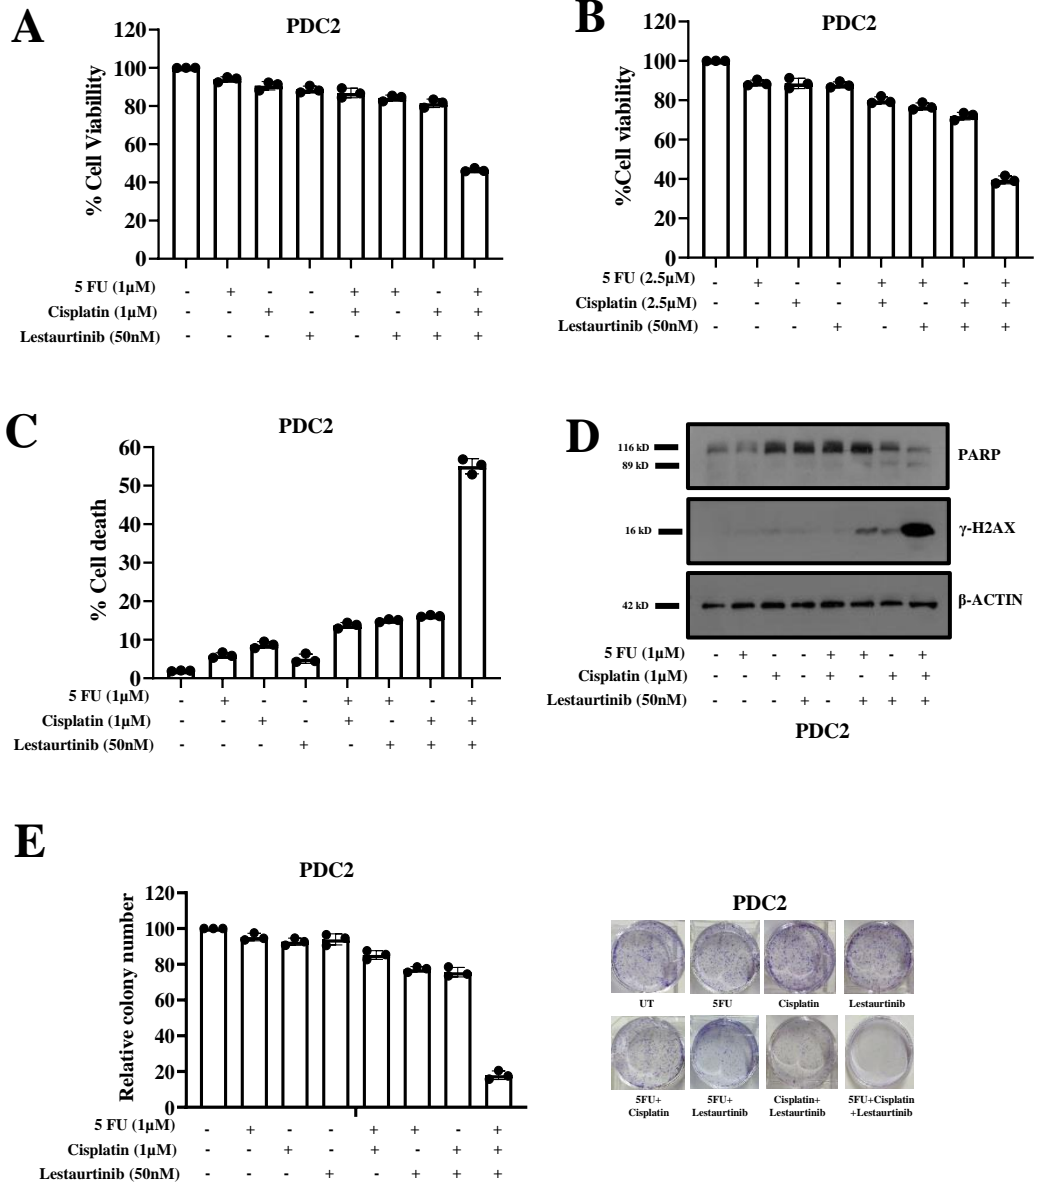 A
PDC2
% Cell Viabillity
120
100
80
60
40
20
0
5 FU (1µM) - + - - + + - +
Cisplatin (1µM) - - + - + - + +
Lestaurtinib (50nM) - - - + - + + +
B
PDC2
%Cell viability
120
100
80
60
40
20
0
5 FU (2.5µM) - + - - + + - +
Cisplatin (2.5µM) - - + - + - + +
Lestaurtinib (50nM) - - - + - + + +
C
PDC2
% Cell death
60
50
40
30
20
10
0
5 FU (1µM) - + - - + + - +
Cisplatin (1µM) - - + - + - + +
Lestaurtinib (50nM) - - - + - + + +
D
116 kD
89 kD
PARP
16 kD
γ-H2AX
42 kD
β-ACTIN
5 FU (1µM) - + - - + + - +
Cisplatin (1µM) - - + - + - + +
Lestaurtinib (50nM) - - - + - + + +
PDC2
E
PDC2
Relative colony number
120
100
80
60
40
20
0
5 FU (1µM) - + - - + + - +
Cisplatin (1µM) - - + - + - + +
Lestaurtinib (50nM) - - - + - + + +
PDC2
UT
5FU
Cisplatin
Lestaurtinib
5FU+
Cisplatin
5FU+
Lestaurtinib
Cisplatin+
Lestaurtinib
5FU+Cisplatin
+Lestaurtinib